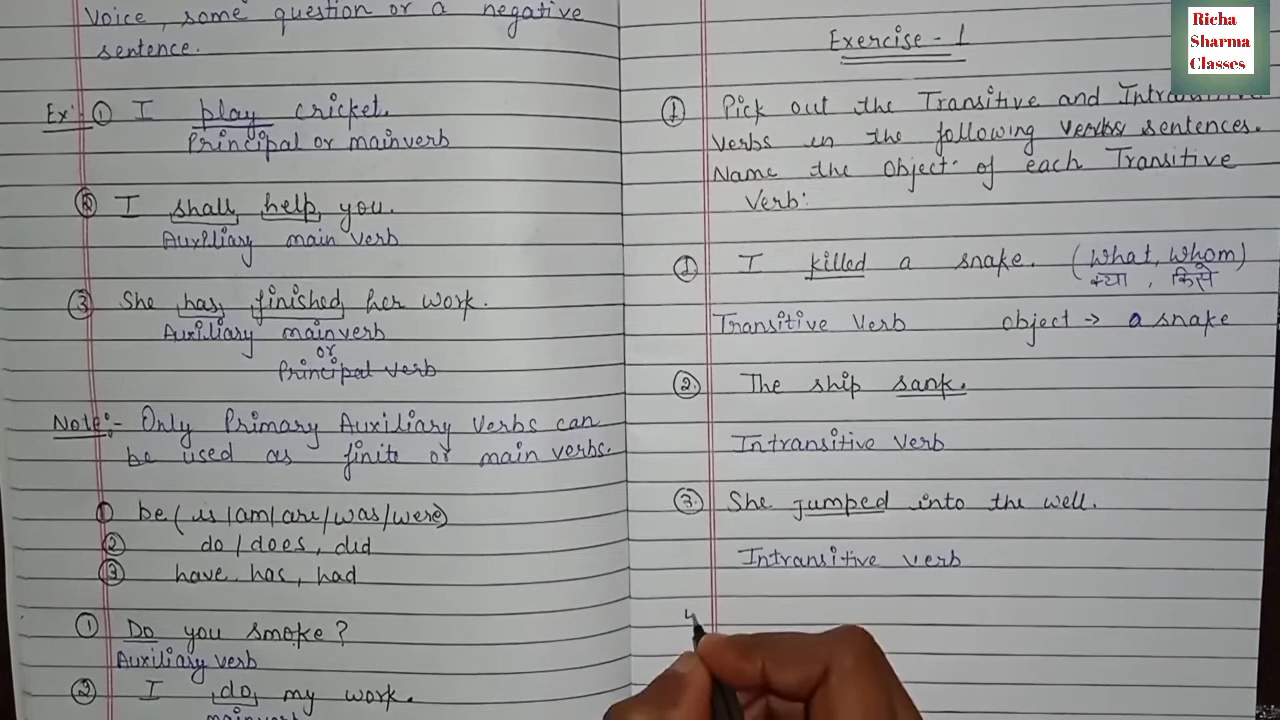 voice, some question or a negative
sentence.
Ex: ① I play cricket.
Principal or mainverb
② I shall help you.
Auxiliary main verb
③ She has finished her work.
Auxiliary mainverb
or
Principal verb
Note:- Only Primary Auxiliary Verbs can
be used as finite or main verbs.
① be (is/am/are/was/were)
② do/does, did
③ have has, had
① Do you smoke?
Auxiliary verb
② I do my work.
mainverb
Richa
Sharma
Classes
Exercise - 1
① Pick out the Transitive and Intransitive
Verbs in the following verbs sentences.
Name the Object of each Transitive
Verb:
① I killed a snake. (What, Whom)
क्या, किसे
Transitive Verb object → a snake
②. The ship sank.
Intransitive Verb
③. She jumped into the well.
Intransitive verb